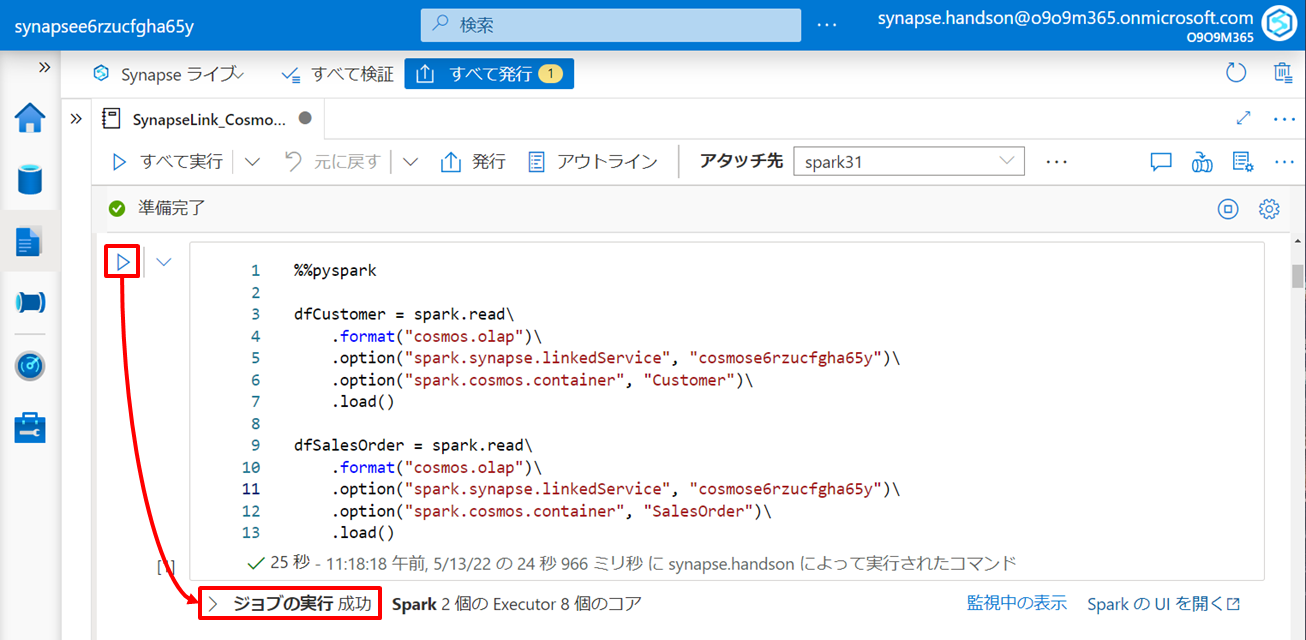 synapsee6rzucfgha65y
検索
synapse.handson@o9o9m365.onmicrosoft.com
O9O9M365
Synapse ライブ
すべて検証
すべて発行 1
SynapseLink_Cosmo...
すべて実行
元に戻す
発行
アウトライン
アタッチ先
spark31
準備完了
1 %%pyspark
2
3 dfCustomer = spark.read\
4 .format("cosmos.olap")\
5 .option("spark.synapse.linkedService", "cosmose6rzucfgha65y")\
6 .option("spark.cosmos.container", "Customer")\
7 .load()
8
9 dfSalesOrder = spark.read\
10 .format("cosmos.olap")\
11 .option("spark.synapse.linkedService", "cosmose6rzucfgha65y")\
12 .option("spark.cosmos.container", "SalesOrder")\
13 .load()
25 秒 - 11:18:18 午前, 5/13/22 の 24 秒 966 ミリ秒 に synapse.handson によって実行されたコマンド
ジョブの実行 成功 Spark 2 個の Executor 8 個のコア
監視中の表示 Spark の UI を開く